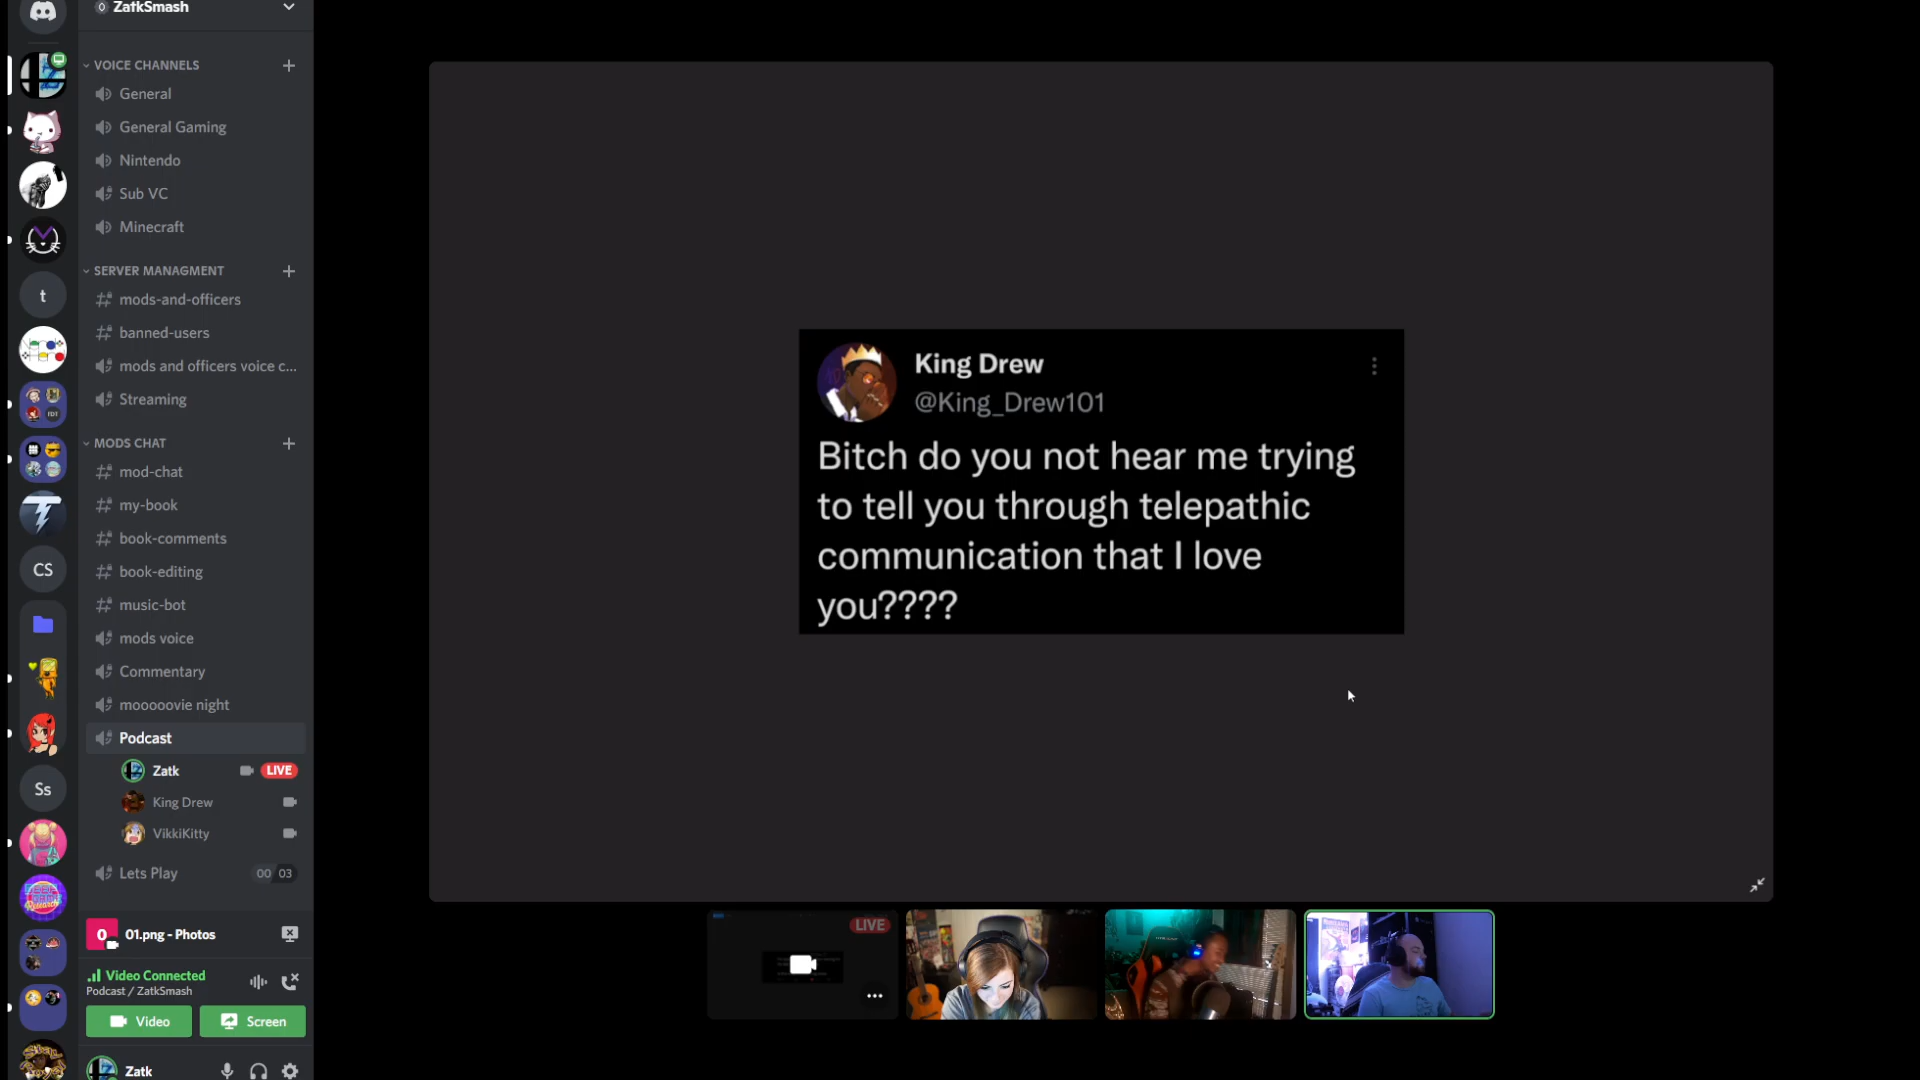 ZatkSmash
VOICE CHANNELS
General
General Gaming
Nintendo
Sub VC
Minecraft
SERVER MANAGMENT
mods-and-officers
banned-users
mods and officers voice c...
Streaming
MODS CHAT
mod-chat
my-book
book-comments
book-editing
music-bot
mods voice
Commentary
mooooovie night
Podcast
Zatk LIVE
King Drew
VikkiKitty
Lets Play 00 03
01.png - Photos
Video Connected
Podcast / ZatkSmash
Video Screen
Zatk
t
CS
Ss
King Drew
@King_Drew101
Bitch do you not hear me trying
to tell you through telepathic
communication that I love
you????
LIVE